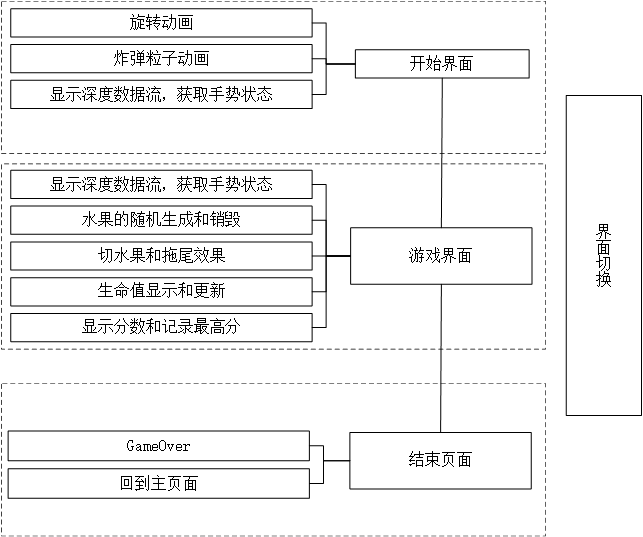 旋转动画
炸弹粒子动画
显示深度数据流，获取手势状态
开始界面
显示深度数据流，获取手势状态
水果的随机生成和销毁
切水果和拖尾效果
生命值显示和更新
显示分数和记录最高分
游戏界面
GameOver
回到主页面
结束页面
界面切换